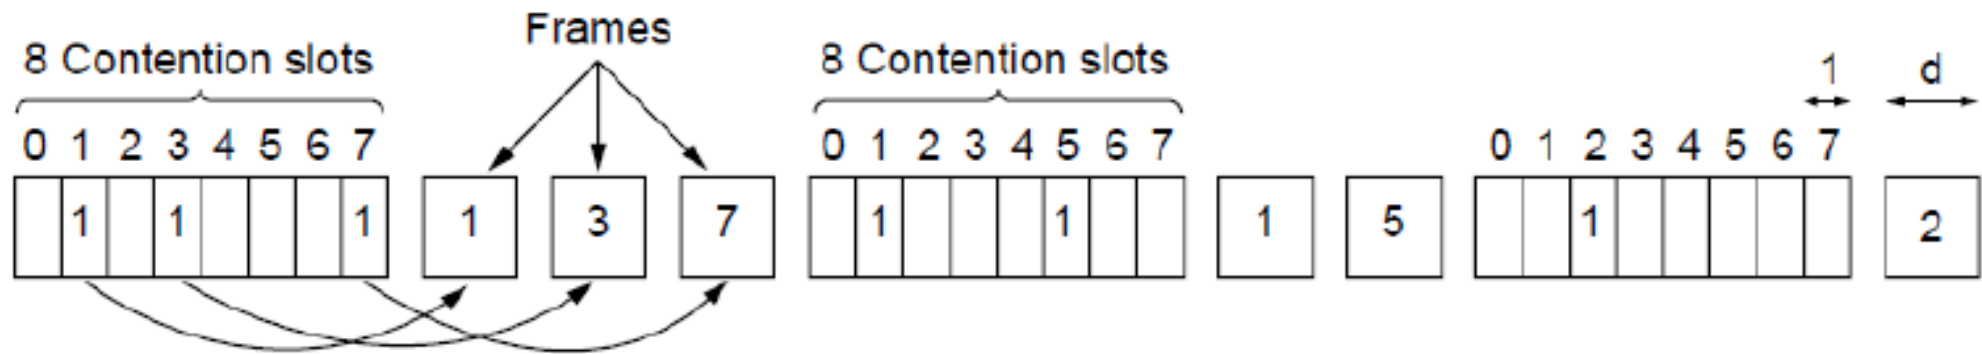 Frames
8 Contention slots 8 Contention slots 1 d
0 1 2 3 4 5 6 7 0 1 2 3 4 5 6 7 0 1 2 3 4 5 6 7
1 1 1 1 3 7 1 1 1 5 1 2